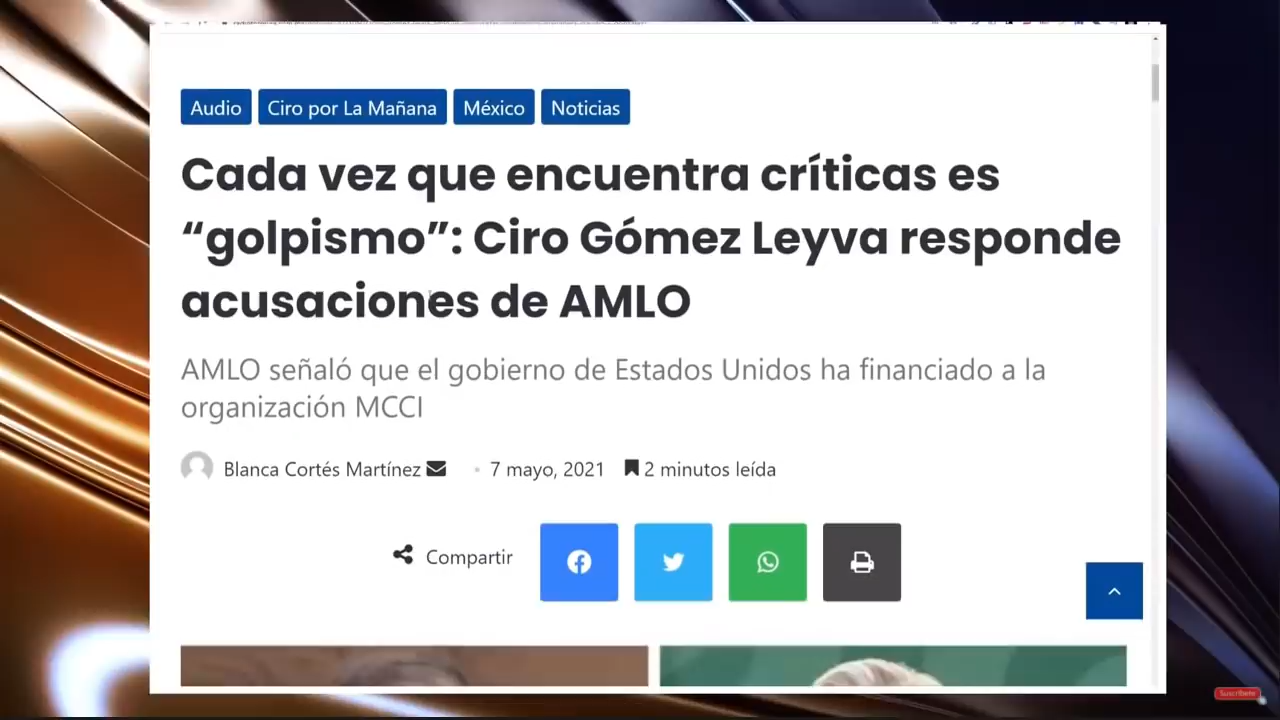 Audio Ciro por La Mañana México Noticias
Cada vez que encuentra críticas es
“golpismo”: Ciro Gómez Leyva responde
acusaciones de AMLO
AMLO señaló que el gobierno de Estados Unidos ha financiado a la
organización MCCI
Blanca Cortés Martínez 7 mayo, 2021 2 minutos leída
Compartir
Suscríbete